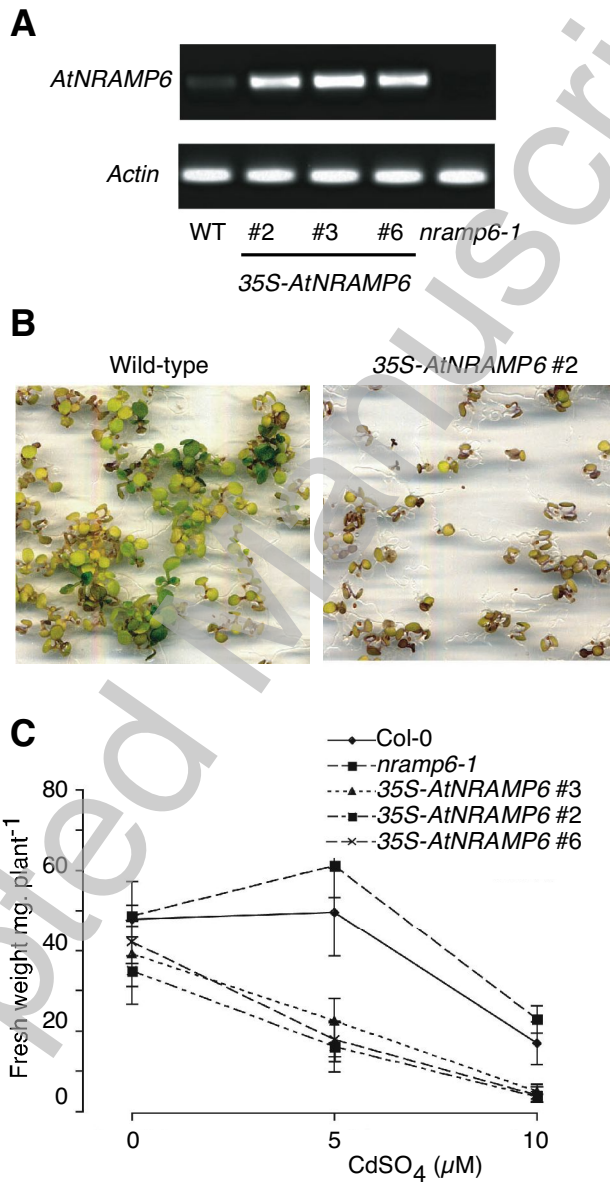 A
AtNRAMP6
Actin
WT #2 #3 #6 nramp6-1
35S-AtNRAMP6
B
Wild-type 35S-AtNRAMP6 #2
C
Col-0
nramp6-1
35S-AtNRAMP6 #3
35S-AtNRAMP6 #2
35S-AtNRAMP6 #6
80
60
40
20
0
Fresh weight mg. plant-1
0 5 10
CdSO4 (µM)
pted Manuscri